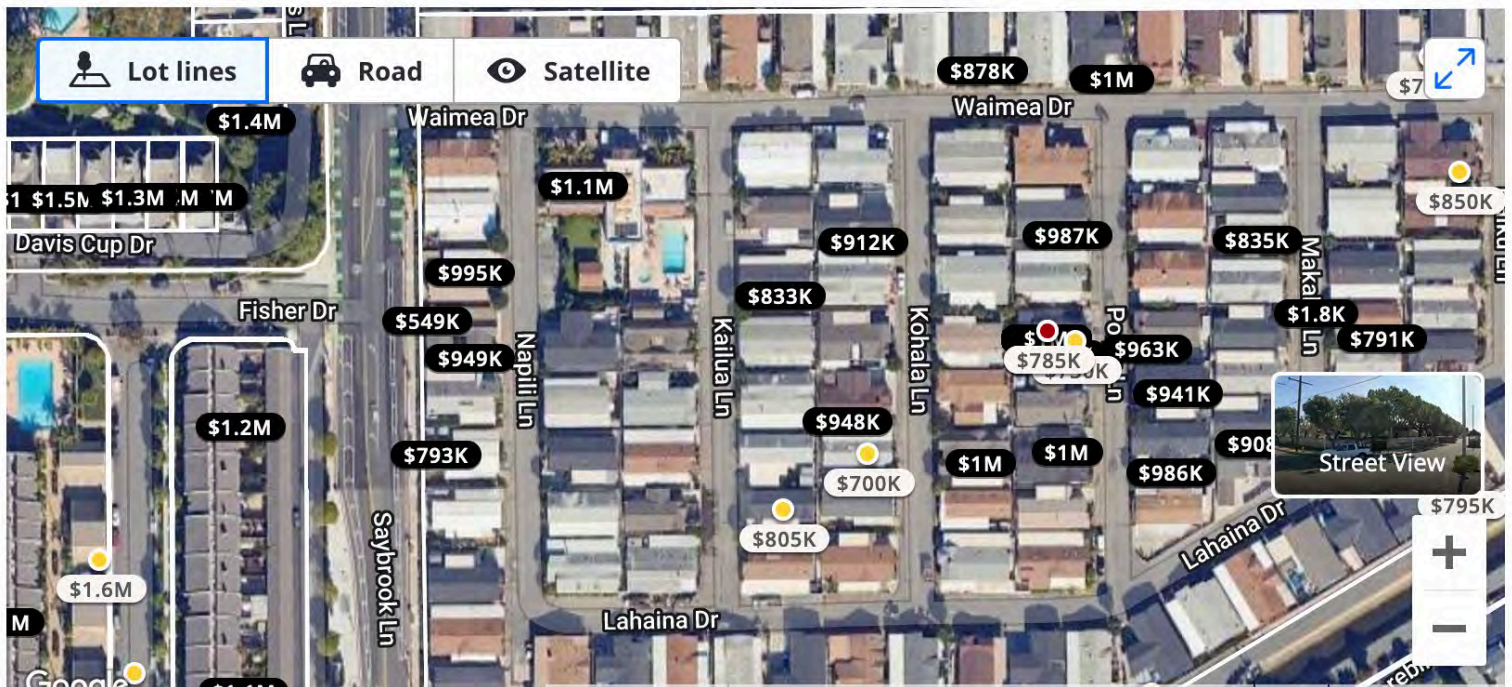 Lot lines
Road
Satellite
$878K
$1M
$7
Waimea Dr
Waimea Dr
$1.4M
$1.1M
$1.5M
$1.3M
$850K
Davis Cup Dr
$912K
$987K
$835K
$995K
$833K
Fisher Dr
$549K
$1.8K
$949K
$785K
$963K
$791K
Napili Ln
Kailua Ln
Kohala Ln
$941K
$1.2M
$948K
$793K
$1M
$1M
$986K
$908
Street View
$700K
$795K
$805K
Saybrook Ln
Lahaina Dr
$1.6M
M
Lahaina Dr
+
−
Google